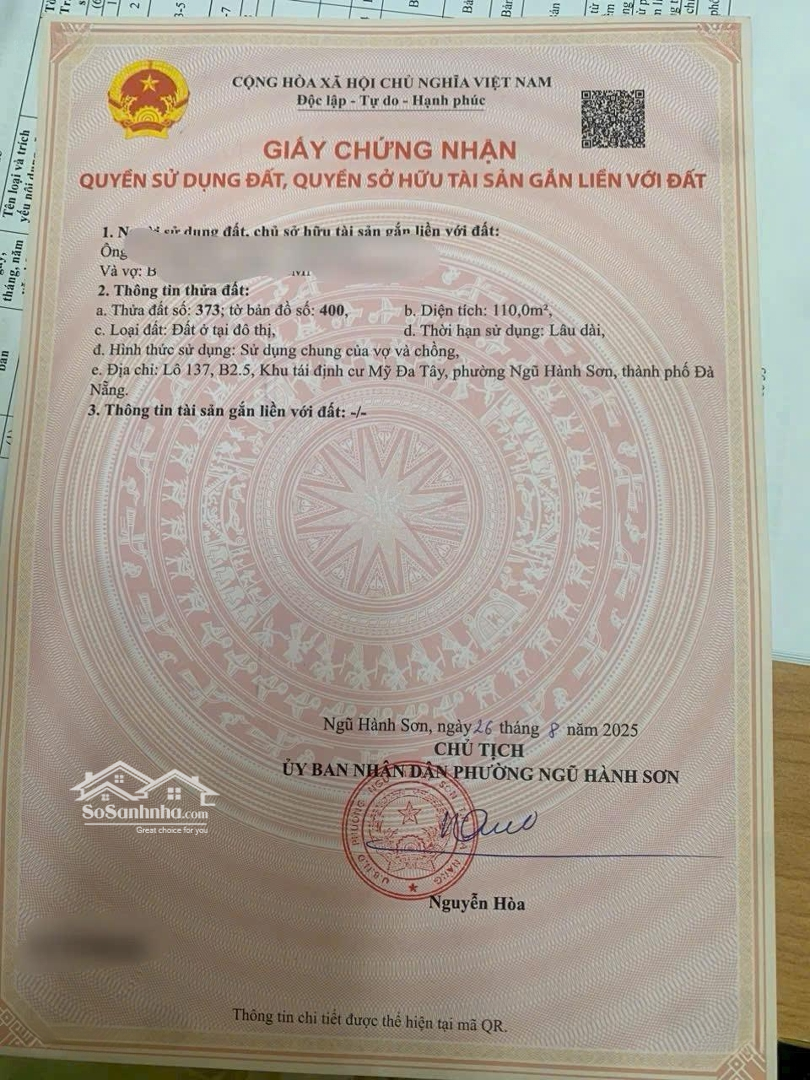 CỘNG HÒA XÃ HỘI CHỦ NGHĨA VIỆT NAM
Độc lập - Tự do - Hạnh phúc
GIẤY CHỨNG NHẬN
QUYỀN SỬ DỤNG ĐẤT, QUYỀN SỞ HỮU TÀI SẢN GẮN LIỀN VỚI ĐẤT
1. sử dụng đất, chủ sở hữu tài sản gắn liền với đất:
Ông
Và vợ: B
2. Thông tin thửa đất:
a. Thửa đất số: 373; tờ bản đồ số: 400, b. Diện tích: 110,0m²,
c. Loại đất: Đất ở tại đô thị, d. Thời hạn sử dụng: Lâu dài,
đ. Hình thức sử dụng: Sử dụng chung của vợ và chồng,
e. Địa chỉ: Lô 137, B2.5, Khu tái định cư Mỹ Đa Tây, phường Ngũ Hành Sơn, thành phố Đà
Nẵng.
3. Thông tin tài sản gắn liền với đất: -/-
Ngũ Hành Sơn, ngày 26 tháng 8 năm 2025
CHỦ TỊCH
ỦY BAN NHÂN DÂN PHƯỜNG NGŨ HÀNH SƠN
SoSanhnha.com
Great choice for you
Nguyễn Hòa
Thông tin chi tiết được thể hiện tại mã QR.